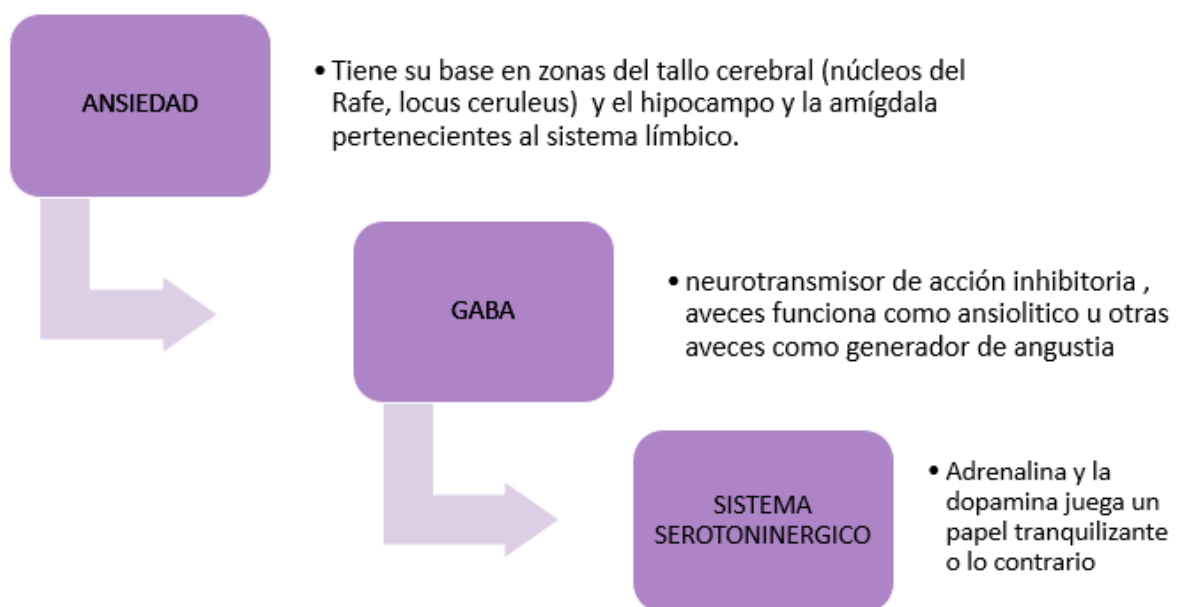 ANSIEDAD
• Tiene su base en zonas del tallo cerebral (núcleos del
Rafe, locus ceruleus) y el hipocampo y la amígdala
pertenecientes al sistema límbico.
GABA
• neurotransmisor de acción inhibitoria ,
aveces funciona como ansiolitico u otras
aveces como generador de angustia
SISTEMA
SEROTONINERGICO
• Adrenalina y la
dopamina juega un
papel tranquilizante
o lo contrario